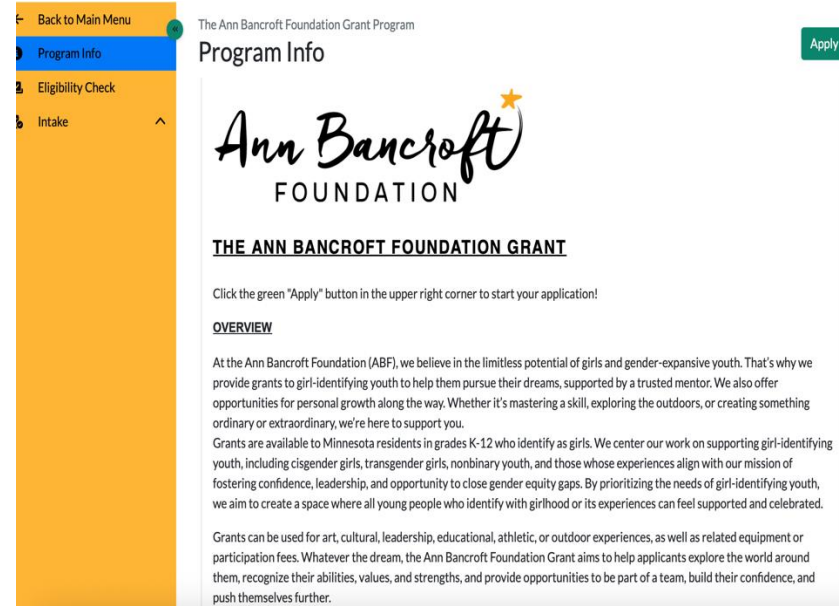 Back to Main Menu
Program Info
Eligibility Check
Intake
The Ann Bancroft Foundation Grant Program
Program Info
Apply
Ann Bancroft
FOUNDATION
THE ANN BANCROFT FOUNDATION GRANT
Click the green "Apply" button in the upper right corner to start your application!
OVERVIEW
At the Ann Bancroft Foundation (ABF), we believe in the limitless potential of girls and gender-expansive youth. That's why we
provide grants to girl-identifying youth to help them pursue their dreams, supported by a trusted mentor. We also offer
opportunities for personal growth along the way. Whether it's mastering a skill, exploring the outdoors, or creating something
ordinary or extraordinary, we're here to support you.
Grants are available to Minnesota residents in grades K-12 who identify as girls. We center our work on supporting girl-identifying
youth, including cisgender girls, transgender girls, nonbinary youth, and those whose experiences align with our mission of
fostering confidence, leadership, and opportunity to close gender equity gaps. By prioritizing the needs of girl-identifying youth,
we aim to create a space where all young people who identify with girlhood or its experiences can feel supported and celebrated.
Grants can be used for art, cultural, leadership, educational, athletic, or outdoor experiences, as well as related equipment or
participation fees. Whatever the dream, the Ann Bancroft Foundation Grant aims to help applicants explore the world around
them, recognize their abilities, values, and strengths, and provide opportunities to be part of a team, build their confidence, and
push themselves further.